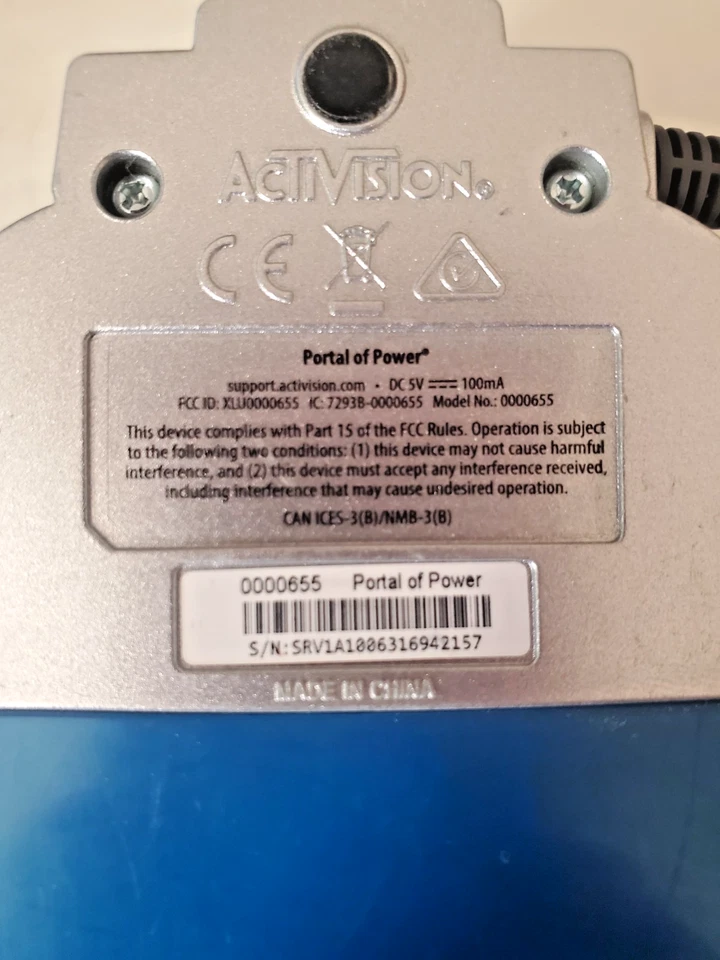 ACTIVISION®
CE
Portal of Power®
support.activision.com • DC 5V ⎓ 100mA
FCC ID: XLU0000655 IC: 7293B-0000655 Model No.: 0000655
This device complies with Part 15 of the FCC Rules. Operation is subject
to the following two conditions: (1) this device may not cause harmful
interference, and (2) this device must accept any interference received,
including interference that may cause undesired operation.
CAN ICES-3(B)/NMB-3(B)
0000655 Portal of Power
S/N:SRV1A1006316942157
MADE IN CHINA